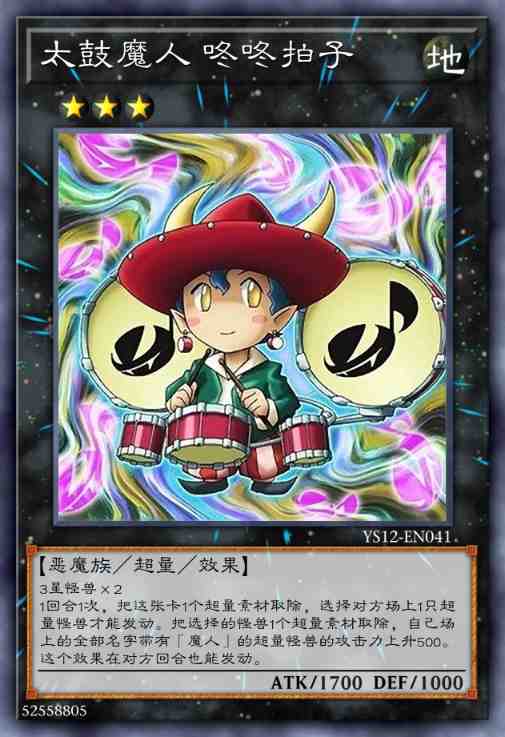 太鼓魔人 咚咚拍子
地
YS12-EN041
【恶魔族／超量／效果】
3星怪兽×2
1回合1次，把这张卡1个超量素材取除，选择对方场上1只超
量怪兽才能发动。把选择的怪兽1个超量素材取除，自己场
上的全部名字带有「魔人」的超量怪兽的攻击力上升500。
这个效果在对方回合也能发动。
ATK/1700 DEF/1000
52558805